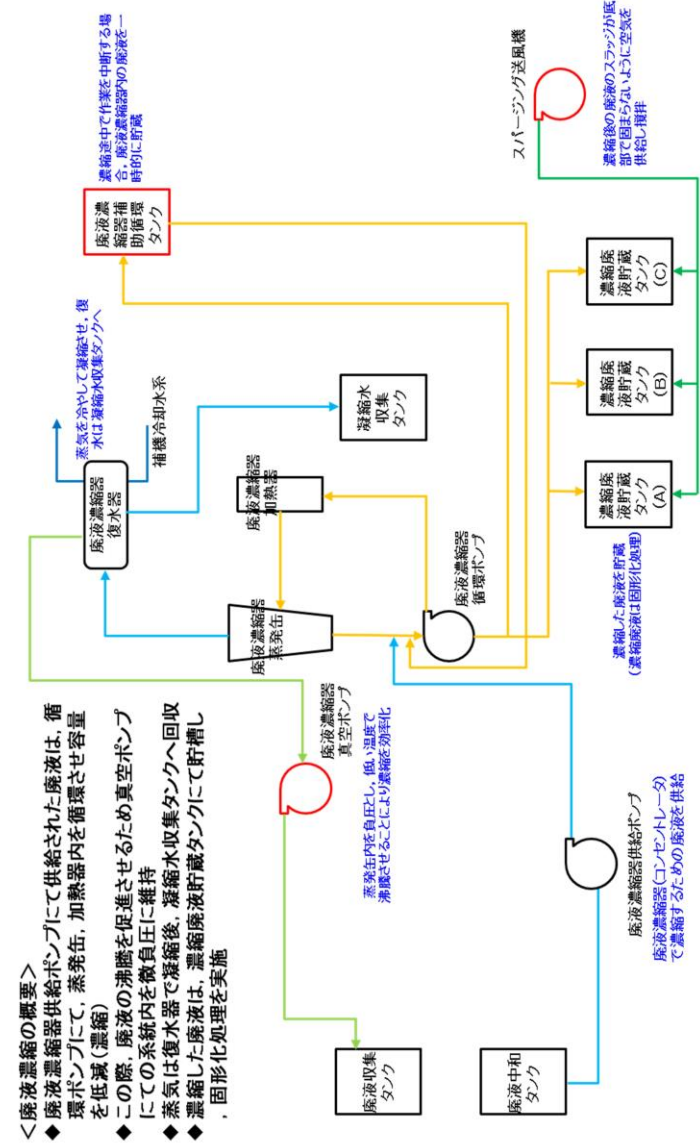 <廃液濃縮の概要>
◆ 廃液濃縮器供給ポンプにて供給された廃液は，循
環ポンプにて，蒸発缶，加熱器内を循環させ容量
を低減（濃縮）
◆ この際，廃液の沸騰を促進させるため真空ポンプ
にての系統内を微負圧に維持
◆ 蒸気は復水器で凝縮後，凝縮水収集タンクへ回収
◆ 濃縮した廃液は，濃縮廃液貯蔵タンクにて貯槽し
，固形化処理を実施
蒸気を冷やして凝縮させ，復
水は凝縮水収集タンクへ
濃縮途中で作業を中断する場
合，廃液濃縮器内の廃液を一
時的に貯蔵
廃液濃縮器
復水器
補機冷却水系
廃液濃
縮器補
助循環
タンク
廃液濃縮器
真空ポンプ
蒸発缶内を負圧とし，低い温度で
沸騰させることにより濃縮を効率化
廃液濃縮器
蒸発缶
廃液濃縮器
加熱器
凝縮水
収集
タンク
廃液収集
タンク
廃液濃縮器
循環ポンプ
廃液中和
タンク
廃液濃縮器供給ポンプ
廃液濃縮器（コンセントレータ）
で濃縮するための廃液を供給
濃縮した廃液を貯蔵
（濃縮廃液は固形化処理）
濃縮廃
液貯蔵
タンク
(A)
濃縮廃
液貯蔵
タンク
(B)
濃縮廃
液貯蔵
タンク
(C)
スパージング送風機
濃縮後の廃液のスラッジが底
部で固まらないように空気を
供給し攪拌